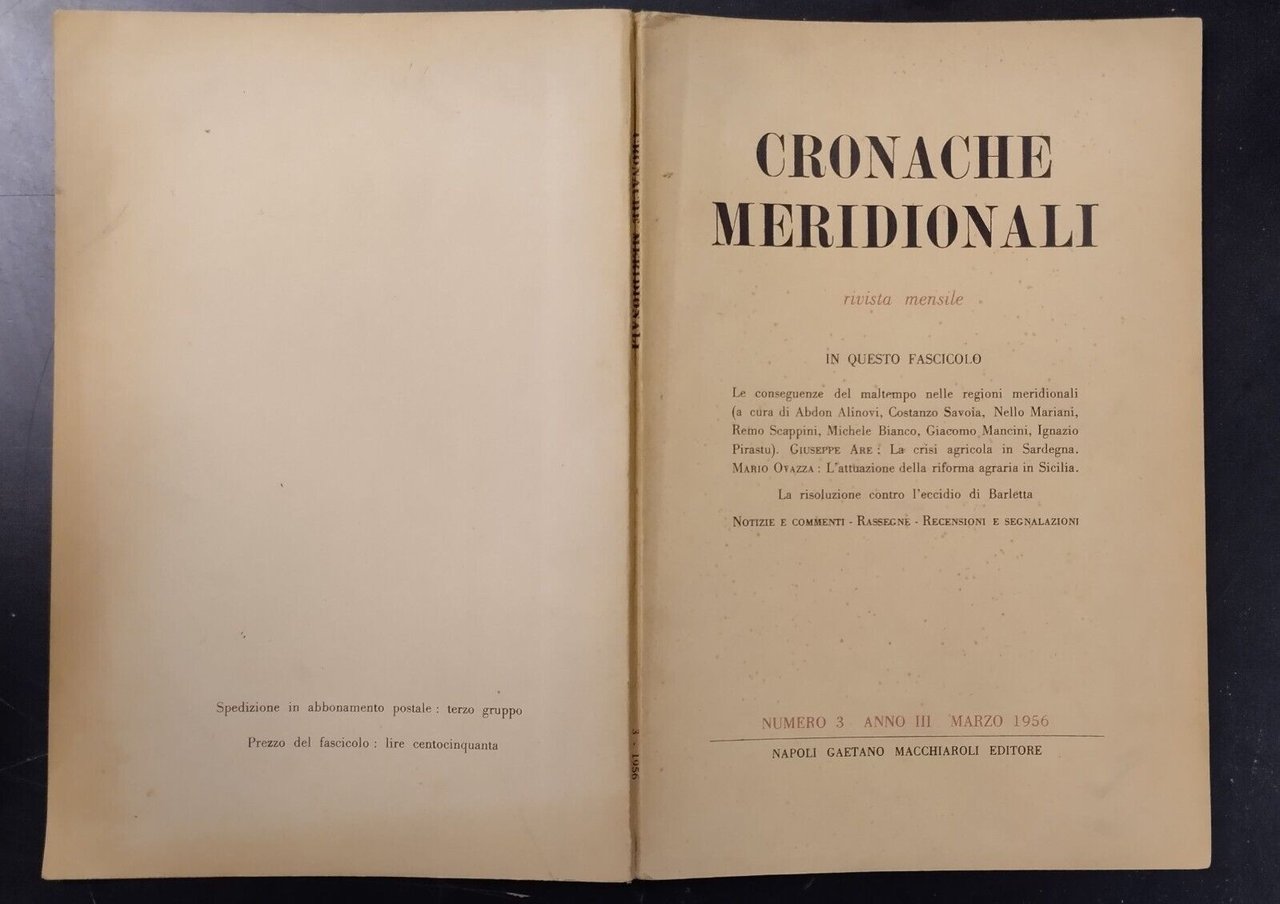 Spedizione in abbonamento postale : terzo gruppo
Prezzo del fascicolo : lire centocinquanta
CRONACHE MERIDIONALI
3 - 1956
CRONACHE
MERIDIONALI
rivista mensile
IN QUESTO FASCICOLO
Le conseguenze del maltempo nelle regioni meridionali
(a cura di Abdon Alinovi, Costanzo Savoia, Nello Mariani,
Remo Scappini, Michele Bianco, Giacomo Mancini, Ignazio
Pirastu). GIUSEPPE ARE : La crisi agricola in Sardegna.
MARIO OVAZZA : L'attuazione della riforma agraria in Sicilia.
La risoluzione contro l'eccidio di Barletta
NOTIZIE E COMMENTI - RASSEGNE - RECENSIONI E SEGNALAZIONI
NUMERO 3 ANNO III MARZO 1956
NAPOLI GAETANO MACCHIAROLI EDITORE